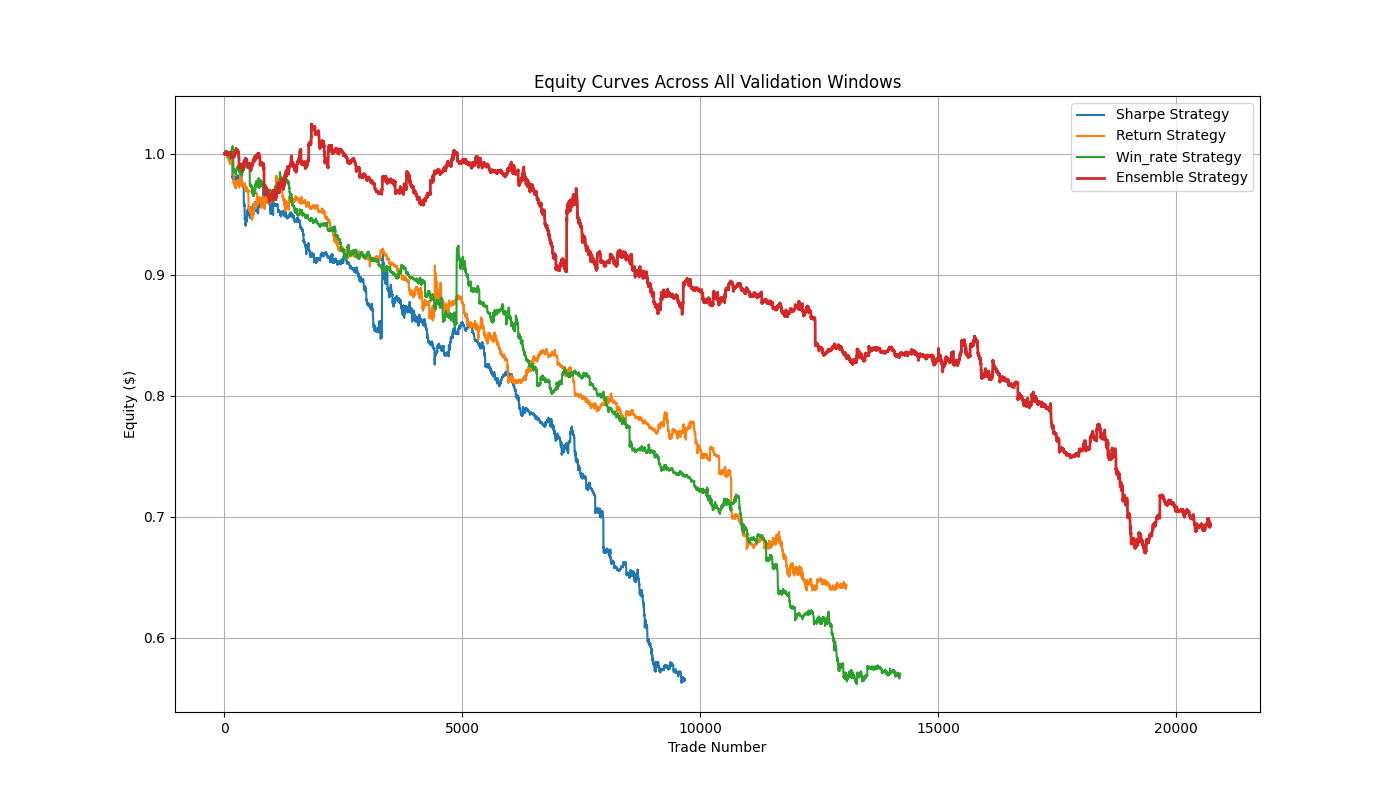 Equity Curves Across All Validation Windows
Sharpe Strategy
Return Strategy
Win_rate Strategy
Ensemble Strategy
Equity ($)
1.0
0.9
0.8
0.7
0.6
0
5000
10000
15000
20000
Trade Number